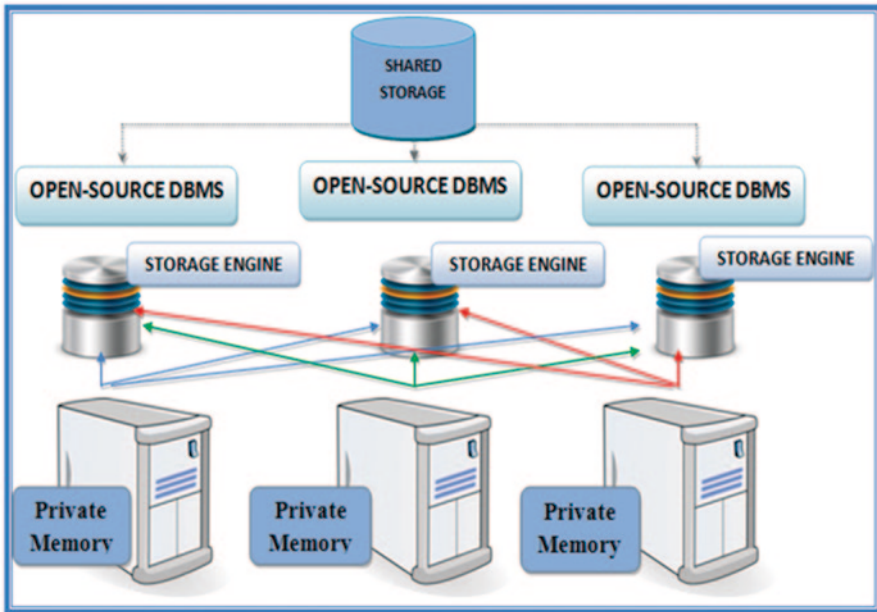 SHARED
STORAGE
OPEN-SOURCE DBMS
OPEN-SOURCE DBMS
OPEN-SOURCE DBMS
STORAGE ENGINE
STORAGE ENGINE
STORAGE ENGINE
Private
Memory
Private
Memory
Private
Memory